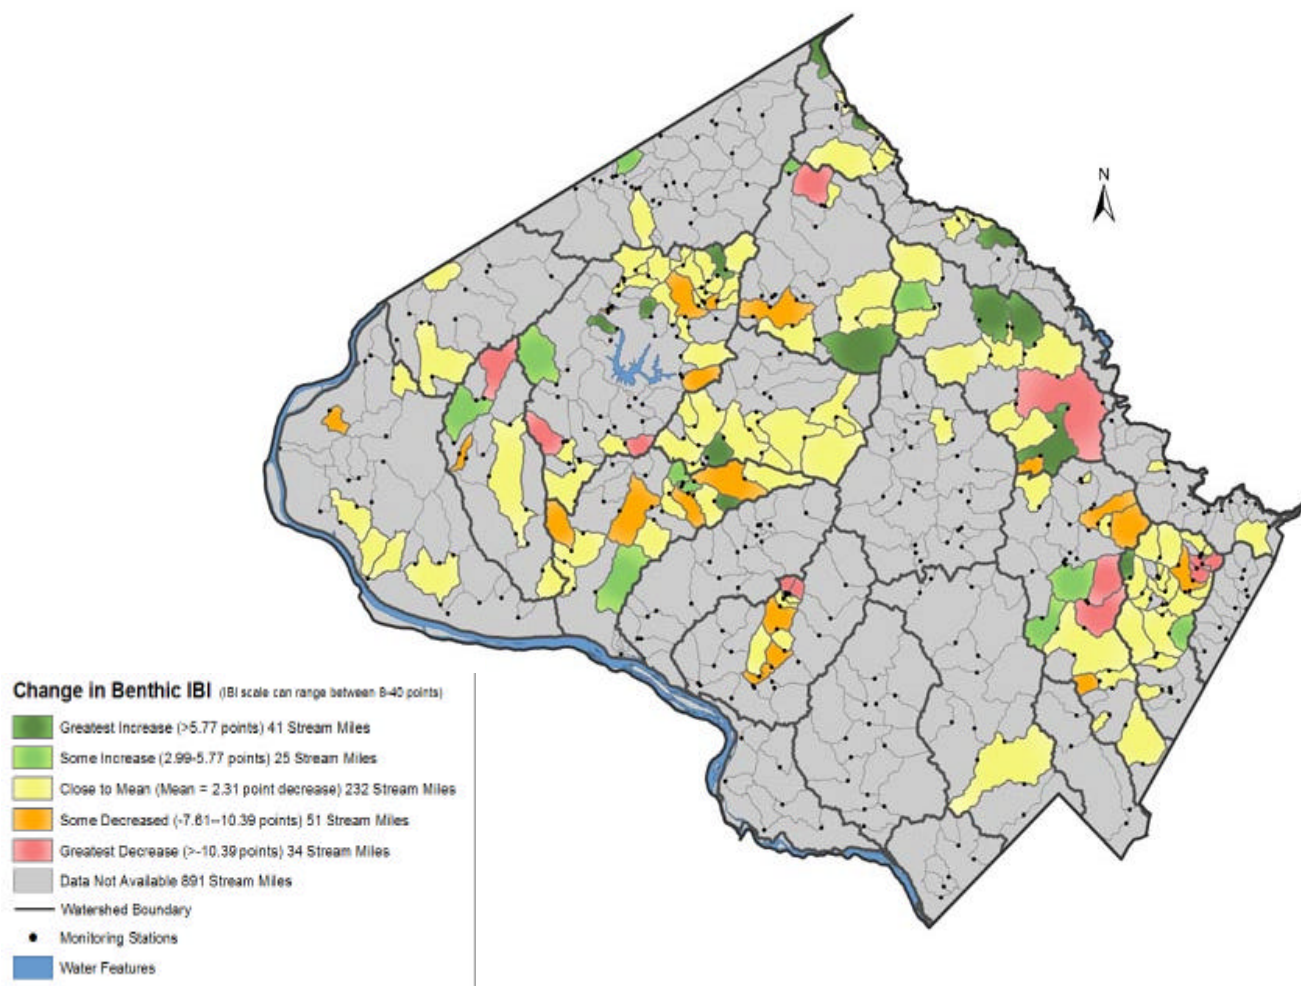 N
Change in Benthic IBI (IBI scale can range between 8-40 points)
Greatest Increase (>5.77 points) 41 Stream Miles
Some Increase (2.99-5.77 points) 25 Stream Miles
Close to Mean (Mean = 2.31 point decrease) 232 Stream Miles
Some Decreased (-7.61--10.39 points) 51 Stream Miles
Greatest Decrease (>-10.39 points) 34 Stream Miles
Data Not Available 891 Stream Miles
Watershed Boundary
Monitoring Stations
Water Features